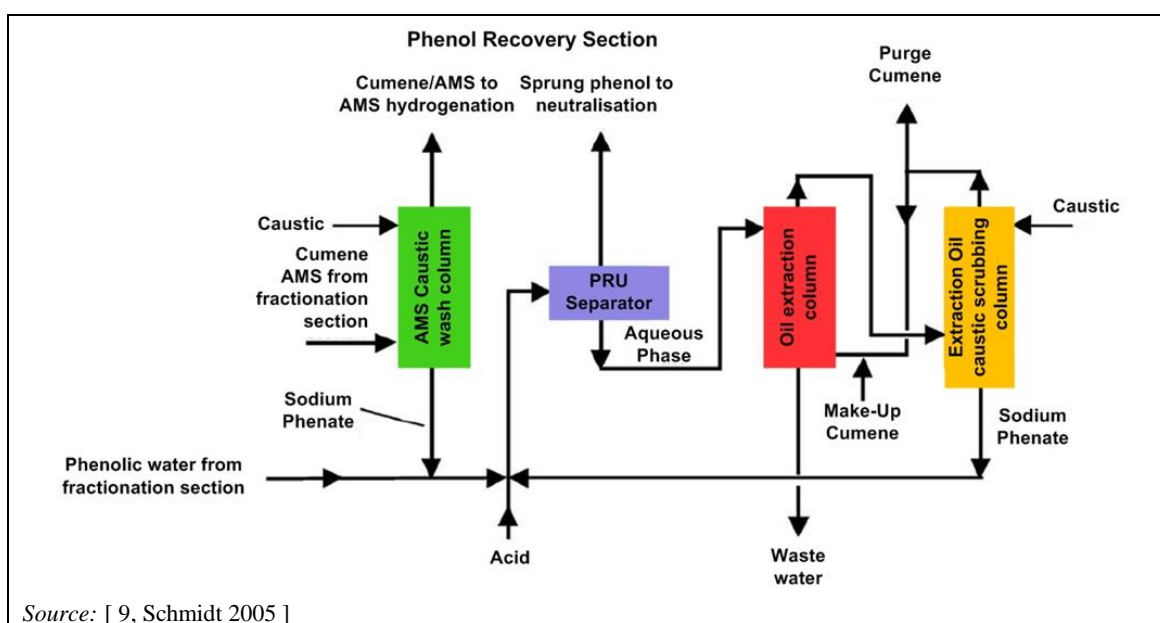 Phenol Recovery Section
Cumene/AMS to
AMS hydrogenation
Sprung phenol to
neutralisation
Purge
Cumene
Caustic
Cumene
AMS from
fractionation
section
AMS Caustic
wash column
PRU
Separator
Aqueous
Phase
Oil extraction
column
Extraction Oil
caustic scrubbing
column
Caustic
Sodium
Phenate
Make-Up
Cumene
Sodium
Phenate
Phenolic water from
fractionation section
Acid
Waste
water
Source: [ 9, Schmidt 2005 ]